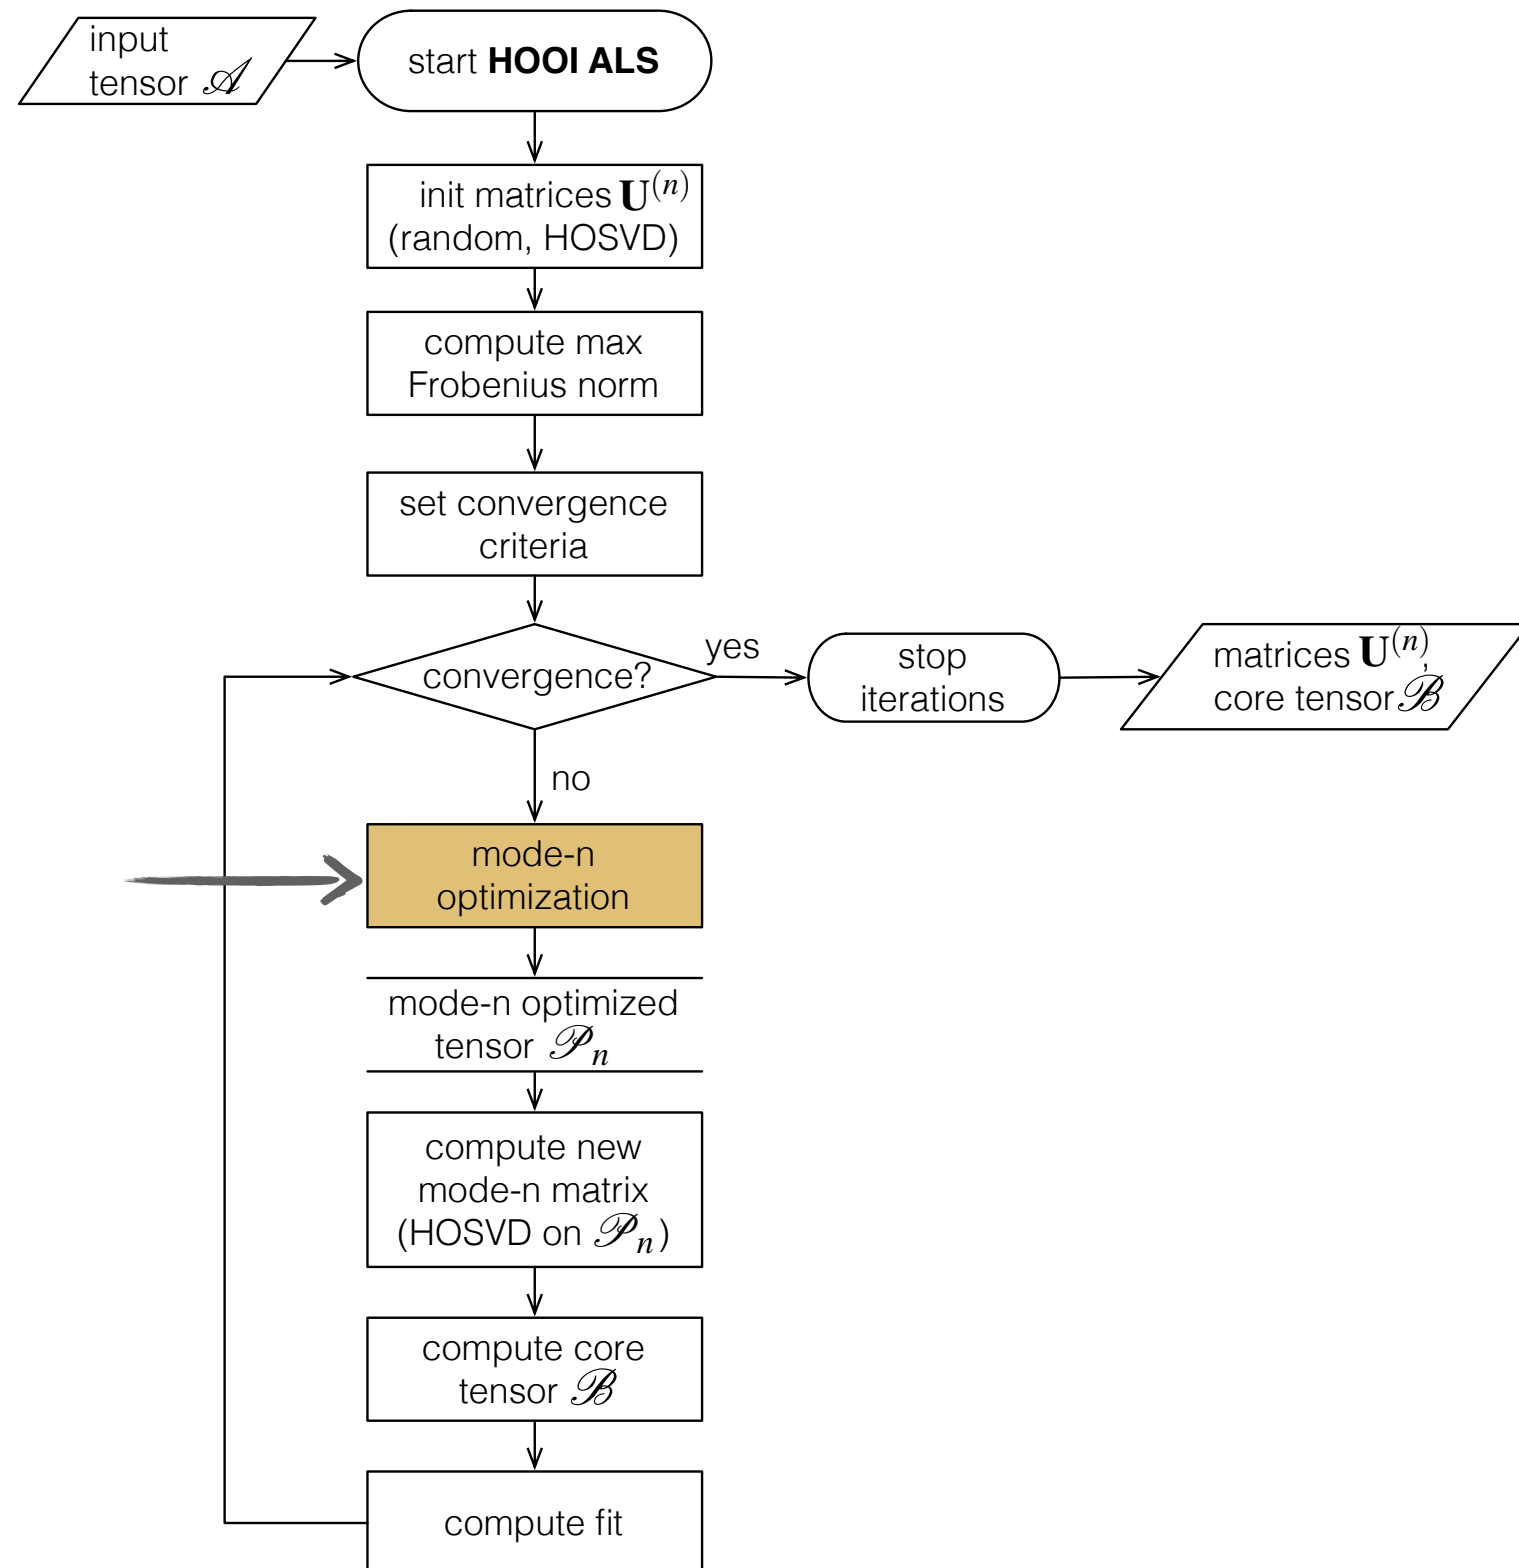 input
tensor 𝒜
start HOOI ALS
init matrices U⁽ⁿ⁾
(random, HOSVD)
compute max
Frobenius norm
set convergence
criteria
convergence?
yes
stop
iterations
matrices U⁽ⁿ⁾,
core tensor ℬ
no
mode-n
optimization
mode-n optimized
tensor 𝒫ₙ
compute new
mode-n matrix
(HOSVD on 𝒫ₙ)
compute core
tensor ℬ
compute fit